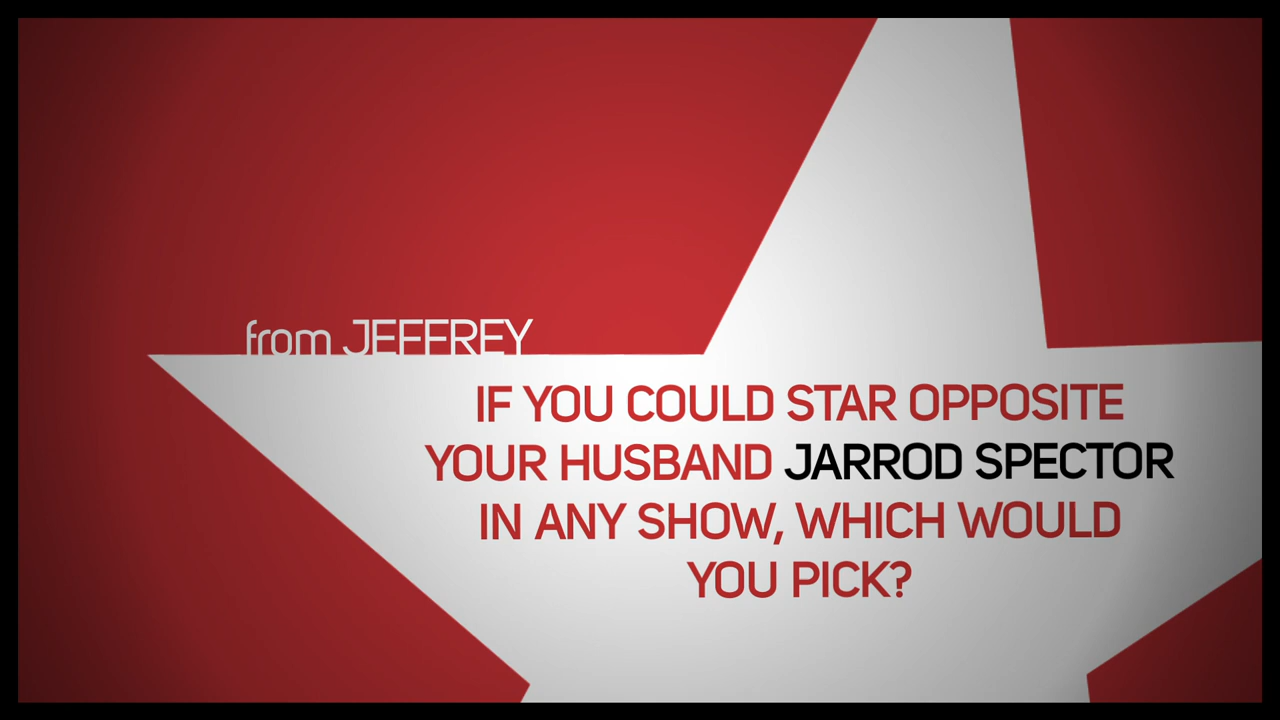 from JEFFREY
IF YOU COULD STAR OPPOSITE
YOUR HUSBAND JARROD SPECTOR
IN ANY SHOW, WHICH WOULD
YOU PICK?